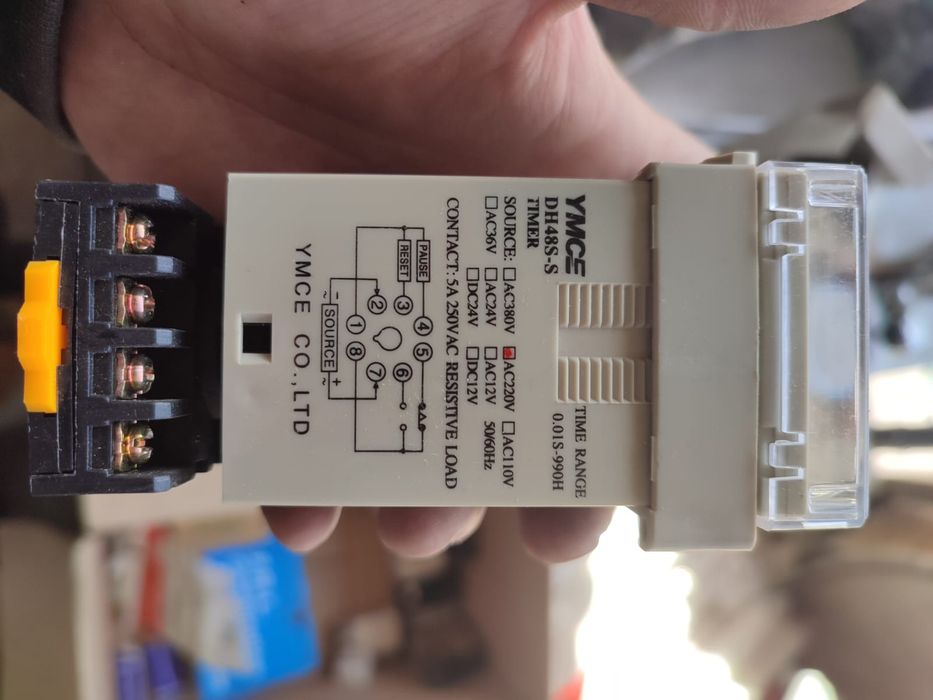 YMCE
DH48S-S
TIMER
TIME RANGE
0.01S-990H
SOURCE: □AC380V ■AC220V □AC110V
□AC36V □AC24V □AC12V 50/60Hz
□DC24V □DC12V
CONTACT: 5A 250VAC RESISTIVE LOAD
PAUSE
RESET
4 5
3 6
2 7
1 8
- SOURCE +
~ ~
YMCE CO.,LTD